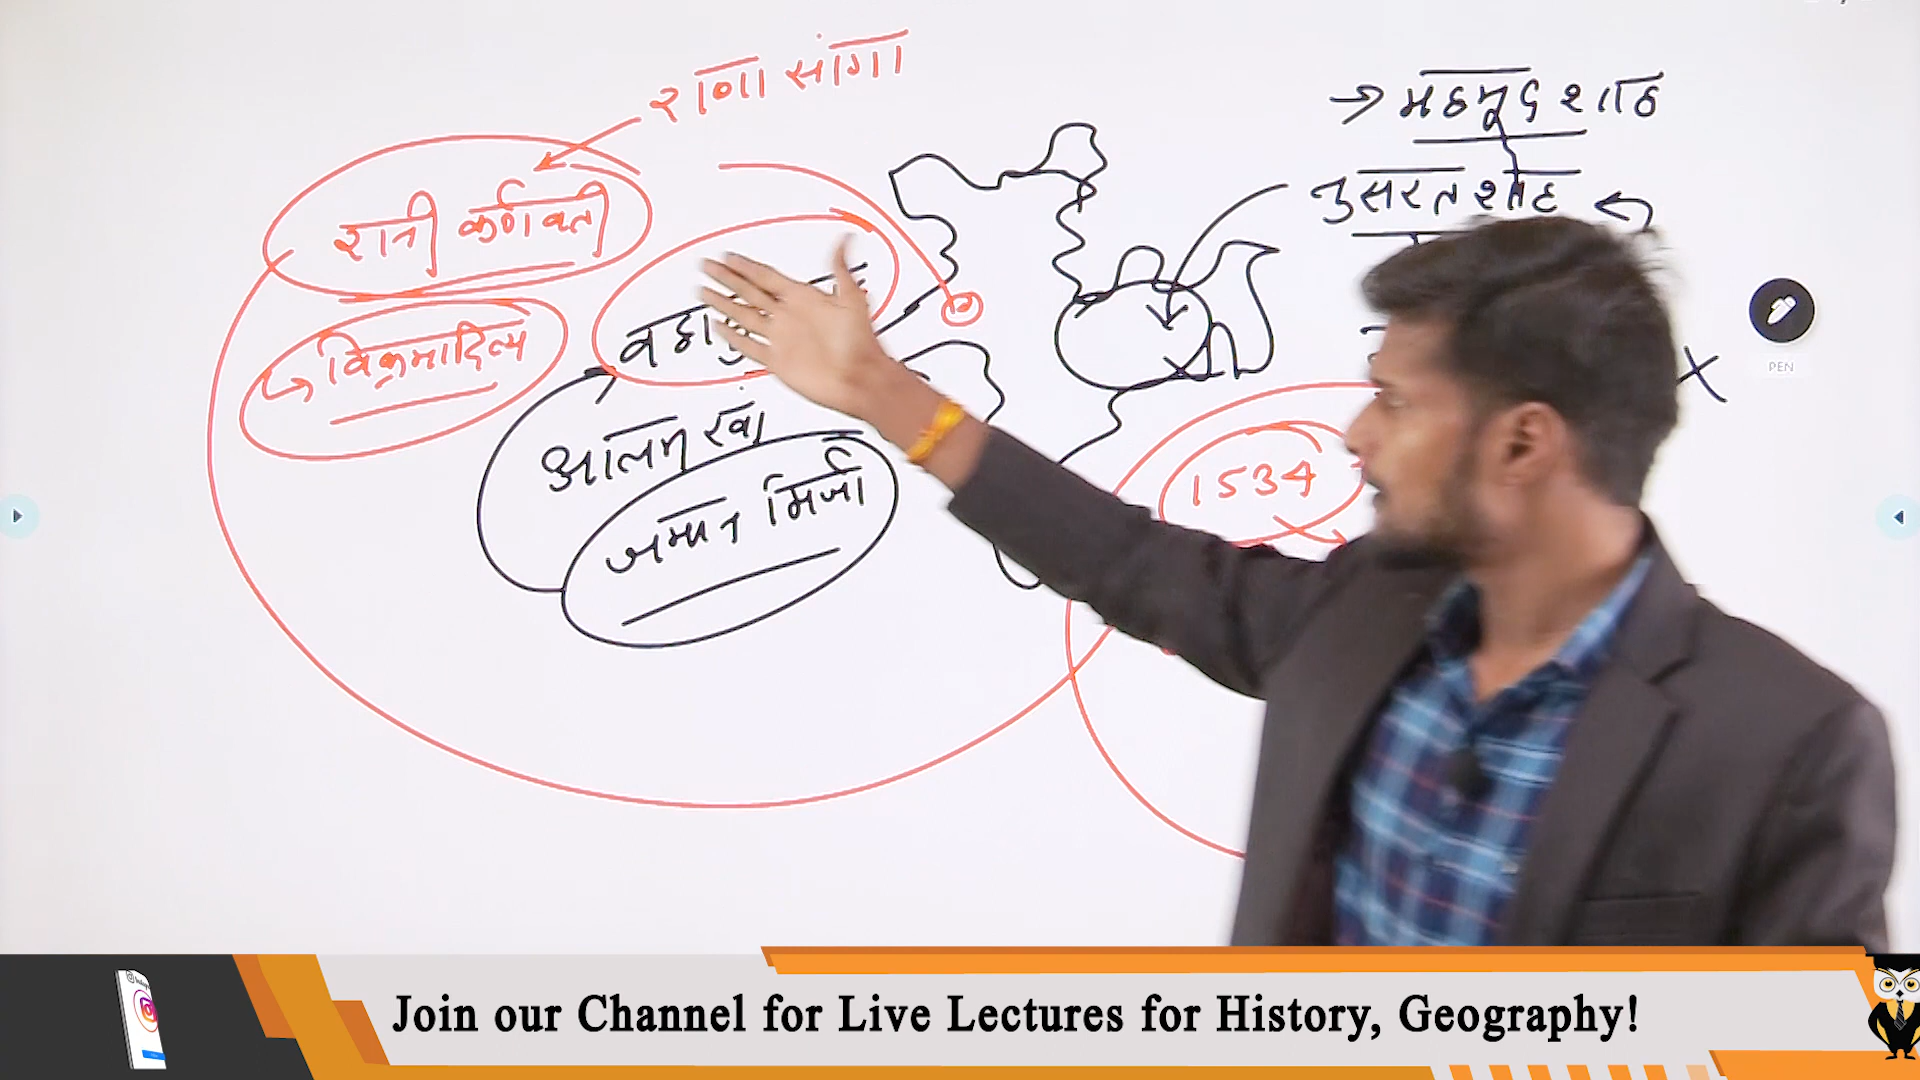 राणा सांगा
→ महमूद शाह
नुसरत शाह
रानी कर्णावती
विक्रमादित्य
आलम खां
जमान मिर्जा
1534
PEN
X
Join our Channel for Live Lectures for History, Geography!